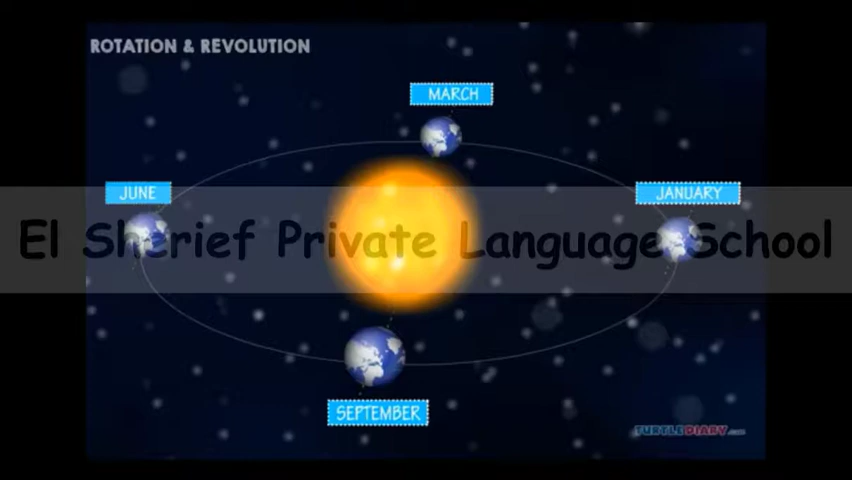 ROTATION & REVOLUTION
MARCH
JUNE
JANUARY
El Sherief Private Language School
SEPTEMBER
TURTLEDIARY.com